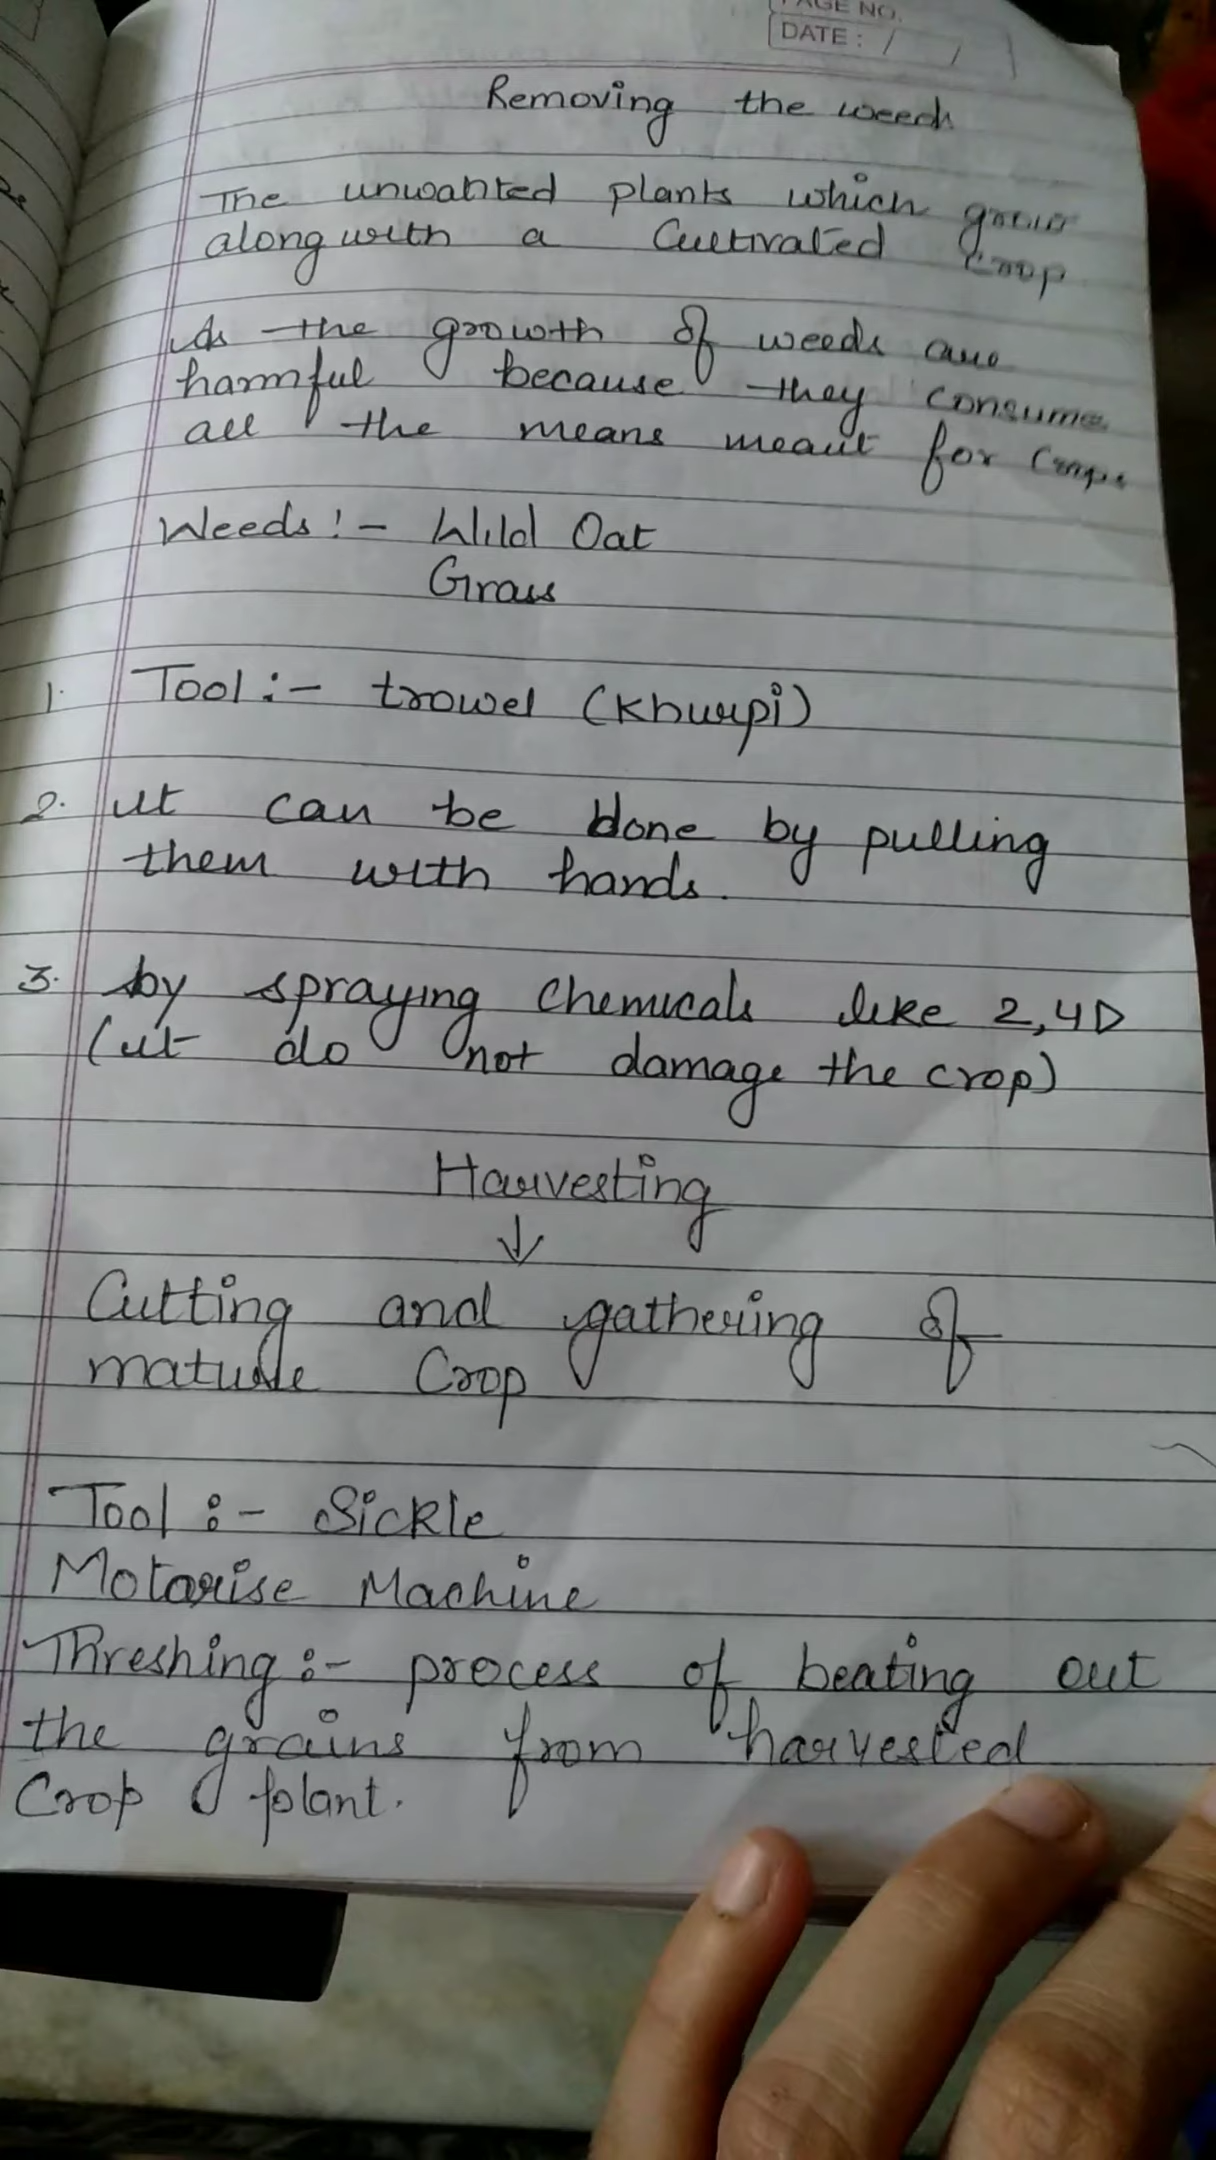 PAGE NO.
DATE : / /
Removing the weeds
The unwanted plants which grow
along with a Cultivated Crop
As the growth of weeds are
harmful because they consume
all the means meant for Crops
Weeds :- Wild Oat
Grass
1. Tool :- trowel (Khurpi)
2. it can be done by pulling
them with hands.
3. by spraying Chemicals like 2,4D
(it do not damage the crop)
Harvesting
↓
Cutting and gathering of
mature Crop
Tool :- Sickle
Motarise Machine
Threshing :- process of beating out
the grains from harvested
Crop plant.